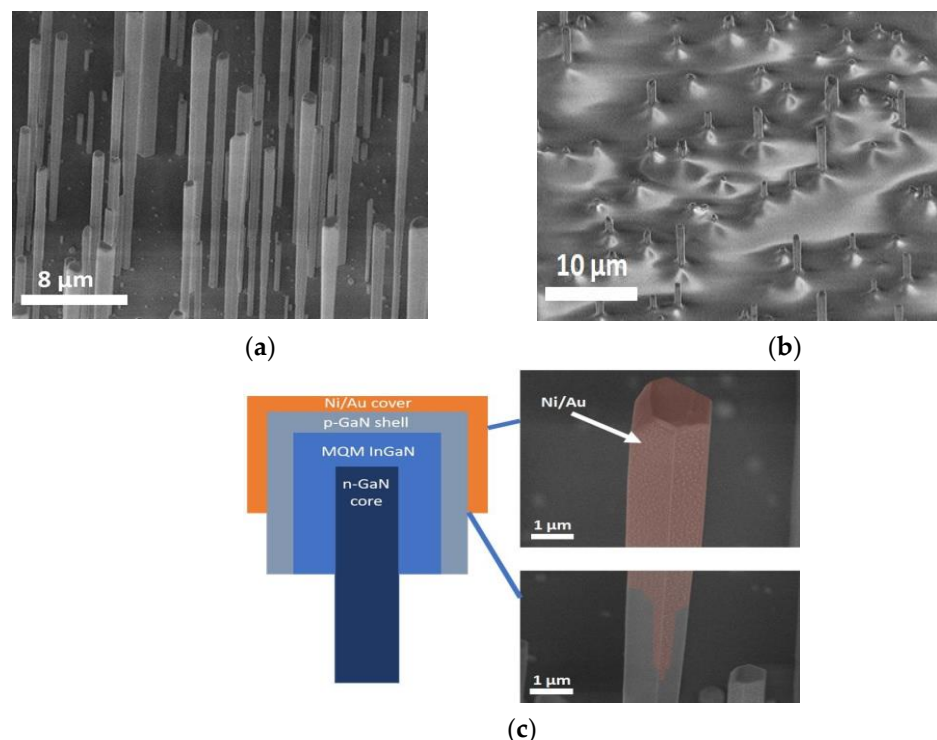 8 μm
10 μm
(a)
(b)
Ni/Au cover
p-GaN shell
MQM InGaN
n-GaN
core
Ni/Au
1 μm
1 μm
(c)